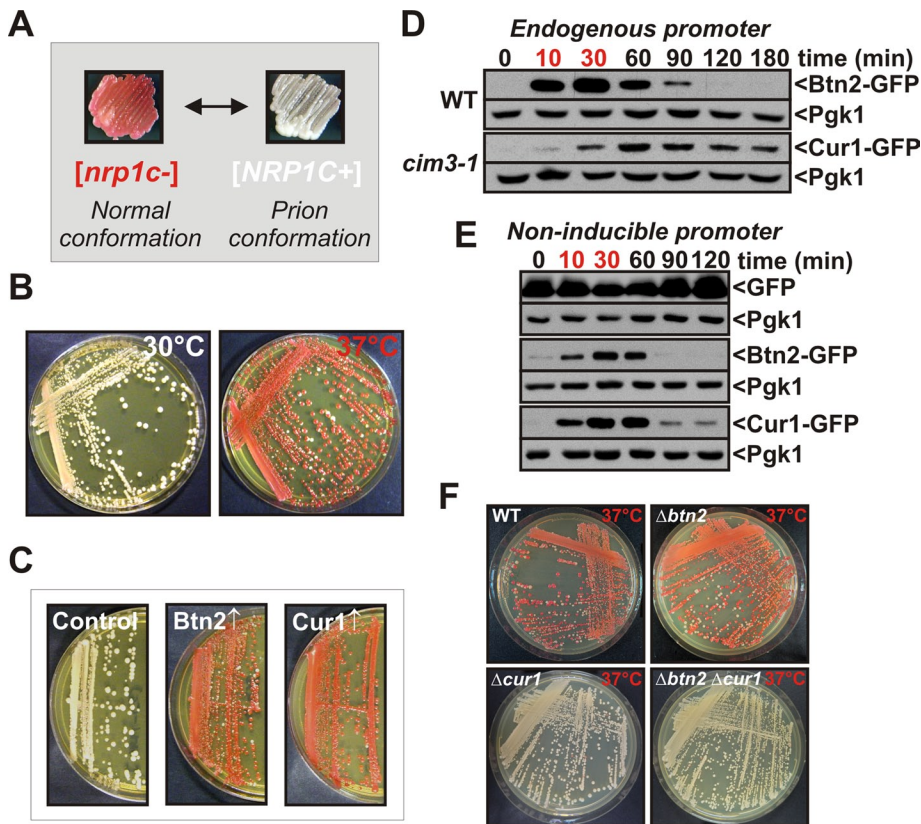 A
[nrp1c-]
[NRP1C+]
Normal conformation
Prion conformation
B
30°C
37°C
C
Control
Btn2↑
Cur1↑
D
Endogenous promoter
0 10 30 60 90 120 180 time (min)
WT
<Btn2-GFP
<Pgk1
cim3-1
<Cur1-GFP
<Pgk1
E
Non-inducible promoter
0 10 30 60 90 120 time (min)
<GFP
<Pgk1
<Btn2-GFP
<Pgk1
<Cur1-GFP
<Pgk1
F
WT 37°C
Δbtn2 37°C
Δcur1 37°C
Δbtn2 Δcur1 37°C